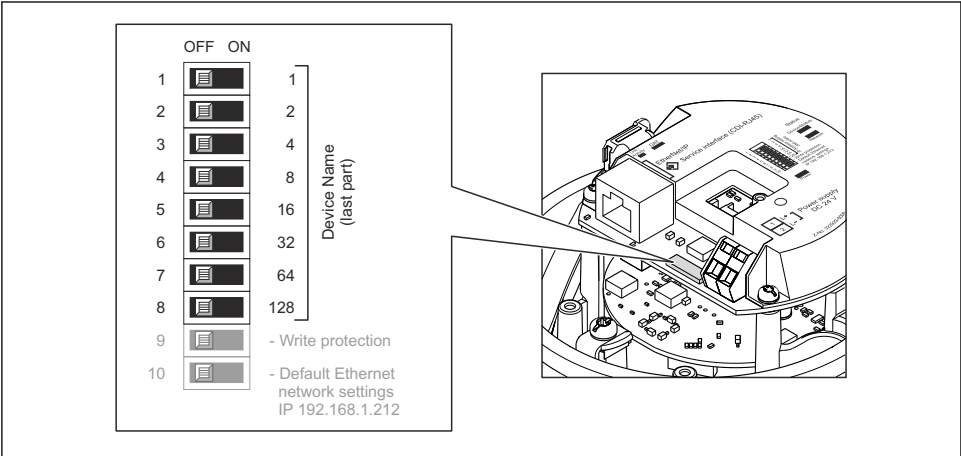 OFF ON
1 1
2 2
3 4
4 8
5 16
6 32
7 64
8 128
Device Name
(last part)
9 - Write protection
10 - Default Ethernet
network settings
IP 192.168.1.212
EtherNet/IP
Service interface (CDI-RJ45)
Status
Power supply
DC 24 V
1 L+
2 L-